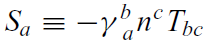 S_a ≡ −γ^b_a n^c T_{bc}